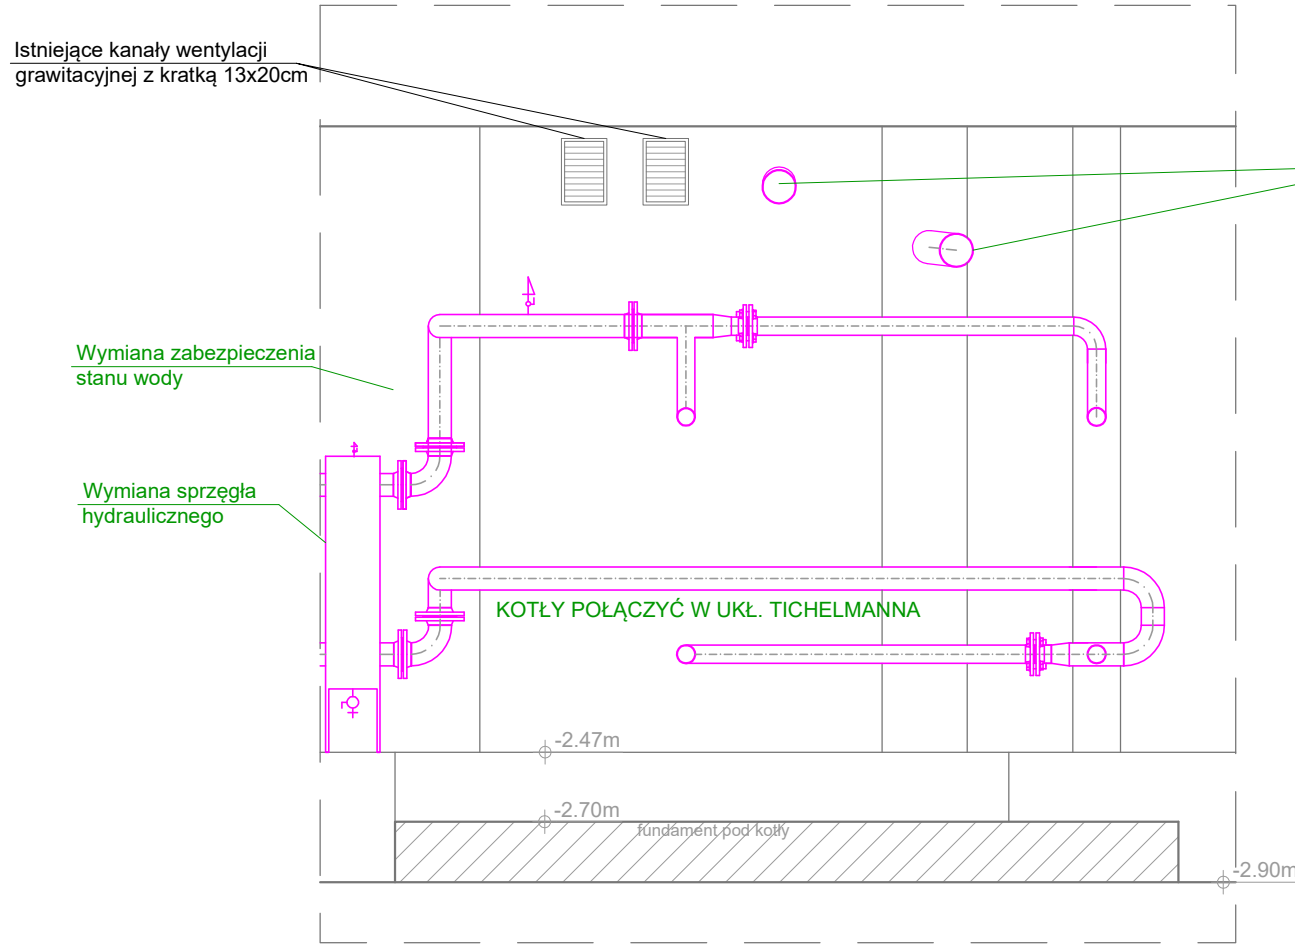 Istniejące kanały wentylacji
grawitacyjnej z kratką 13x20cm
Wymiana zabezpieczenia
stanu wody
Wymiana sprzęgła
hydraulicznego
KOTŁY POŁĄCZYĆ W UKŁ. TICHELMANNA
-2.47m
-2.70m
fundament pod kotły
-2.90m